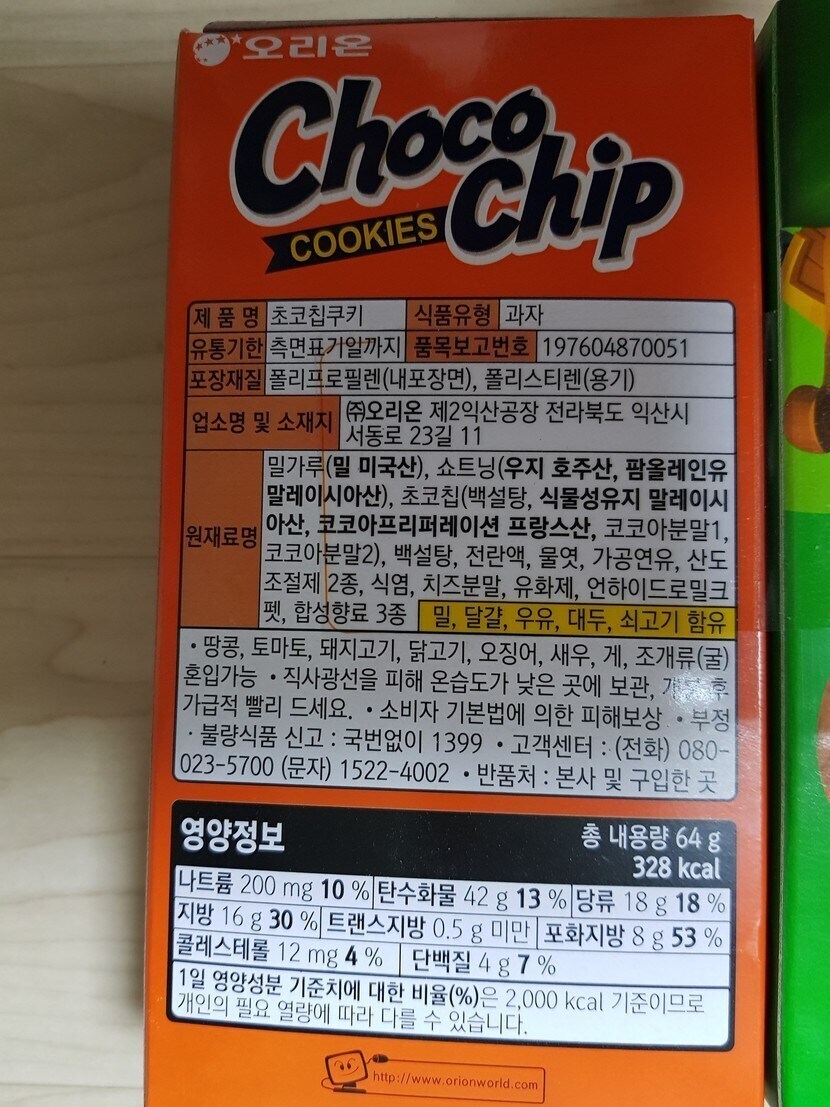 오리온
Choco
Chip
COOKIES
제 품 명 초코칩쿠키 식품유형 과자
유통기한 측면표기일까지 품목보고번호 197604870051
포장재질 폴리프로필렌(내포장면), 폴리스티렌(용기)
업소명 및 소재지 ㈜오리온 제2익산공장 전라북도 익산시
서동로 23길 11
원재료명
밀가루(밀 미국산), 쇼트닝(우지 호주산, 팜올레인유
말레이시아산), 초코칩(백설탕, 식물성유지 말레이시
아산, 코코아프리퍼레이션 프랑스산, 코코아분말1,
코코아분말2), 백설탕, 전란액, 물엿, 가공연유, 산도
조절제 2종, 식염, 치즈분말, 유화제, 언하이드로밀크
펫, 합성향료 3종 밀, 달걀, 우유, 대두, 쇠고기 함유
• 땅콩, 토마토, 돼지고기, 닭고기, 오징어, 새우, 게, 조개류(굴)
혼입가능 • 직사광선을 피해 온습도가 낮은 곳에 보관, 개봉 후
가급적 빨리 드세요. • 소비자 기본법에 의한 피해보상 • 부정
· 불량식품 신고 : 국번없이 1399 • 고객센터 : (전화) 080-
023-5700 (문자) 1522-4002 • 반품처 : 본사 및 구입한 곳
영양정보 총 내용량 64 g
328 kcal
나트륨 200 mg 10 % 탄수화물 42 g 13 % 당류 18 g 18 %
지방 16 g 30 % 트랜스지방 0.5 g 미만 포화지방 8 g 53 %
콜레스테롤 12 mg 4 % 단백질 4 g 7 %
1일 영양성분 기준치에 대한 비율(%)은 2,000 kcal 기준이므로
개인의 필요 열량에 따라 다를 수 있습니다.
http://www.orionworld.com